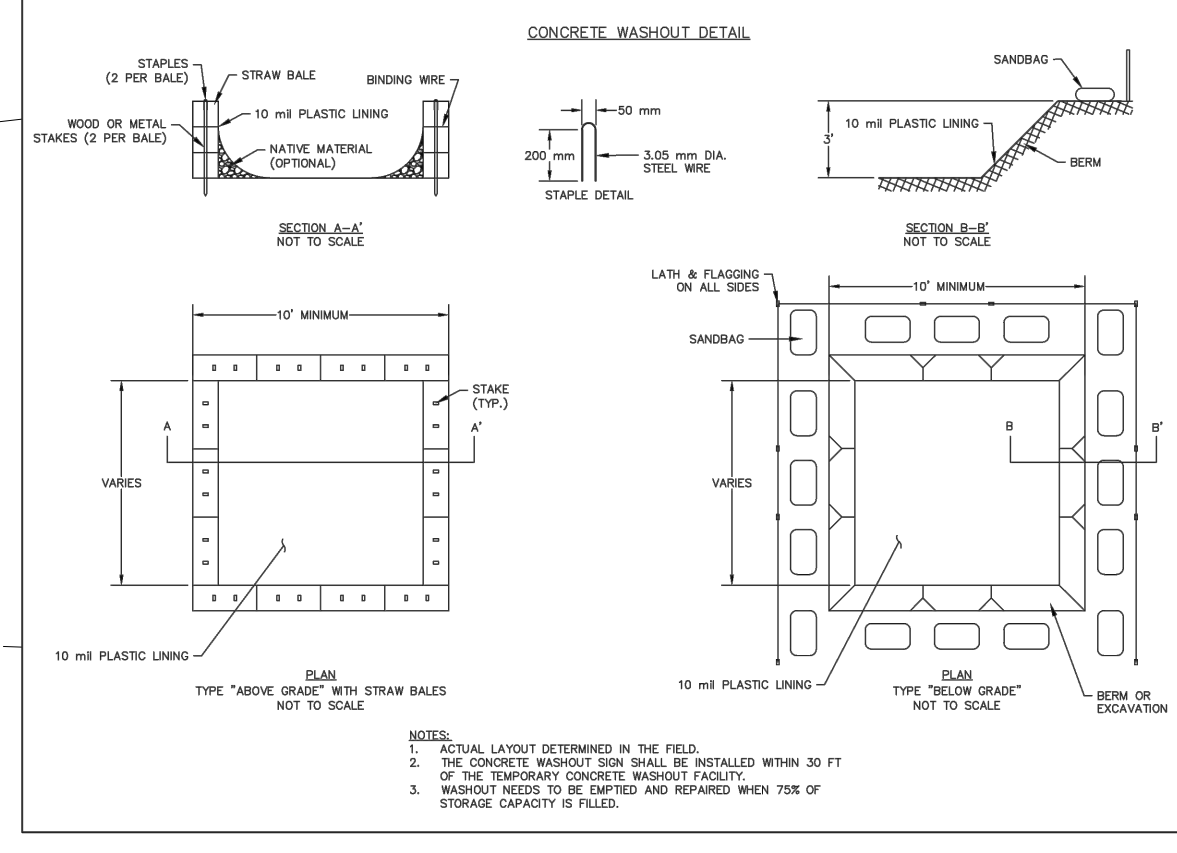 CONCRETE WASHOUT DETAIL
STAPLES
(2 PER BALE)
STRAW BALE
BINDING WIRE
10 mil PLASTIC LINING
WOOD OR METAL
STAKES (2 PER BALE)
NATIVE MATERIAL
(OPTIONAL)
SECTION A-A'
NOT TO SCALE
50 mm
200 mm
3.05 mm DIA.
STEEL WIRE
STAPLE DETAIL
SANDBAG
10 mil PLASTIC LINING
3'
BERM
SECTION B-B'
NOT TO SCALE
10' MINIMUM
STAKE
(TYP.)
A
A'
VARIES
10 mil PLASTIC LINING
PLAN
TYPE "ABOVE GRADE" WITH STRAW BALES
NOT TO SCALE
LATH & FLAGGING
ON ALL SIDES
10' MINIMUM
SANDBAG
B
B'
VARIES
10 mil PLASTIC LINING
PLAN
TYPE "BELOW GRADE"
NOT TO SCALE
BERM OR
EXCAVATION
NOTES:
1. ACTUAL LAYOUT DETERMINED IN THE FIELD.
2. THE CONCRETE WASHOUT SIGN SHALL BE INSTALLED WITHIN 30 FT
OF THE TEMPORARY CONCRETE WASHOUT FACILITY.
3. WASHOUT NEEDS TO BE EMPTIED AND REPAIRED WHEN 75% OF
STORAGE CAPACITY IS FILLED.